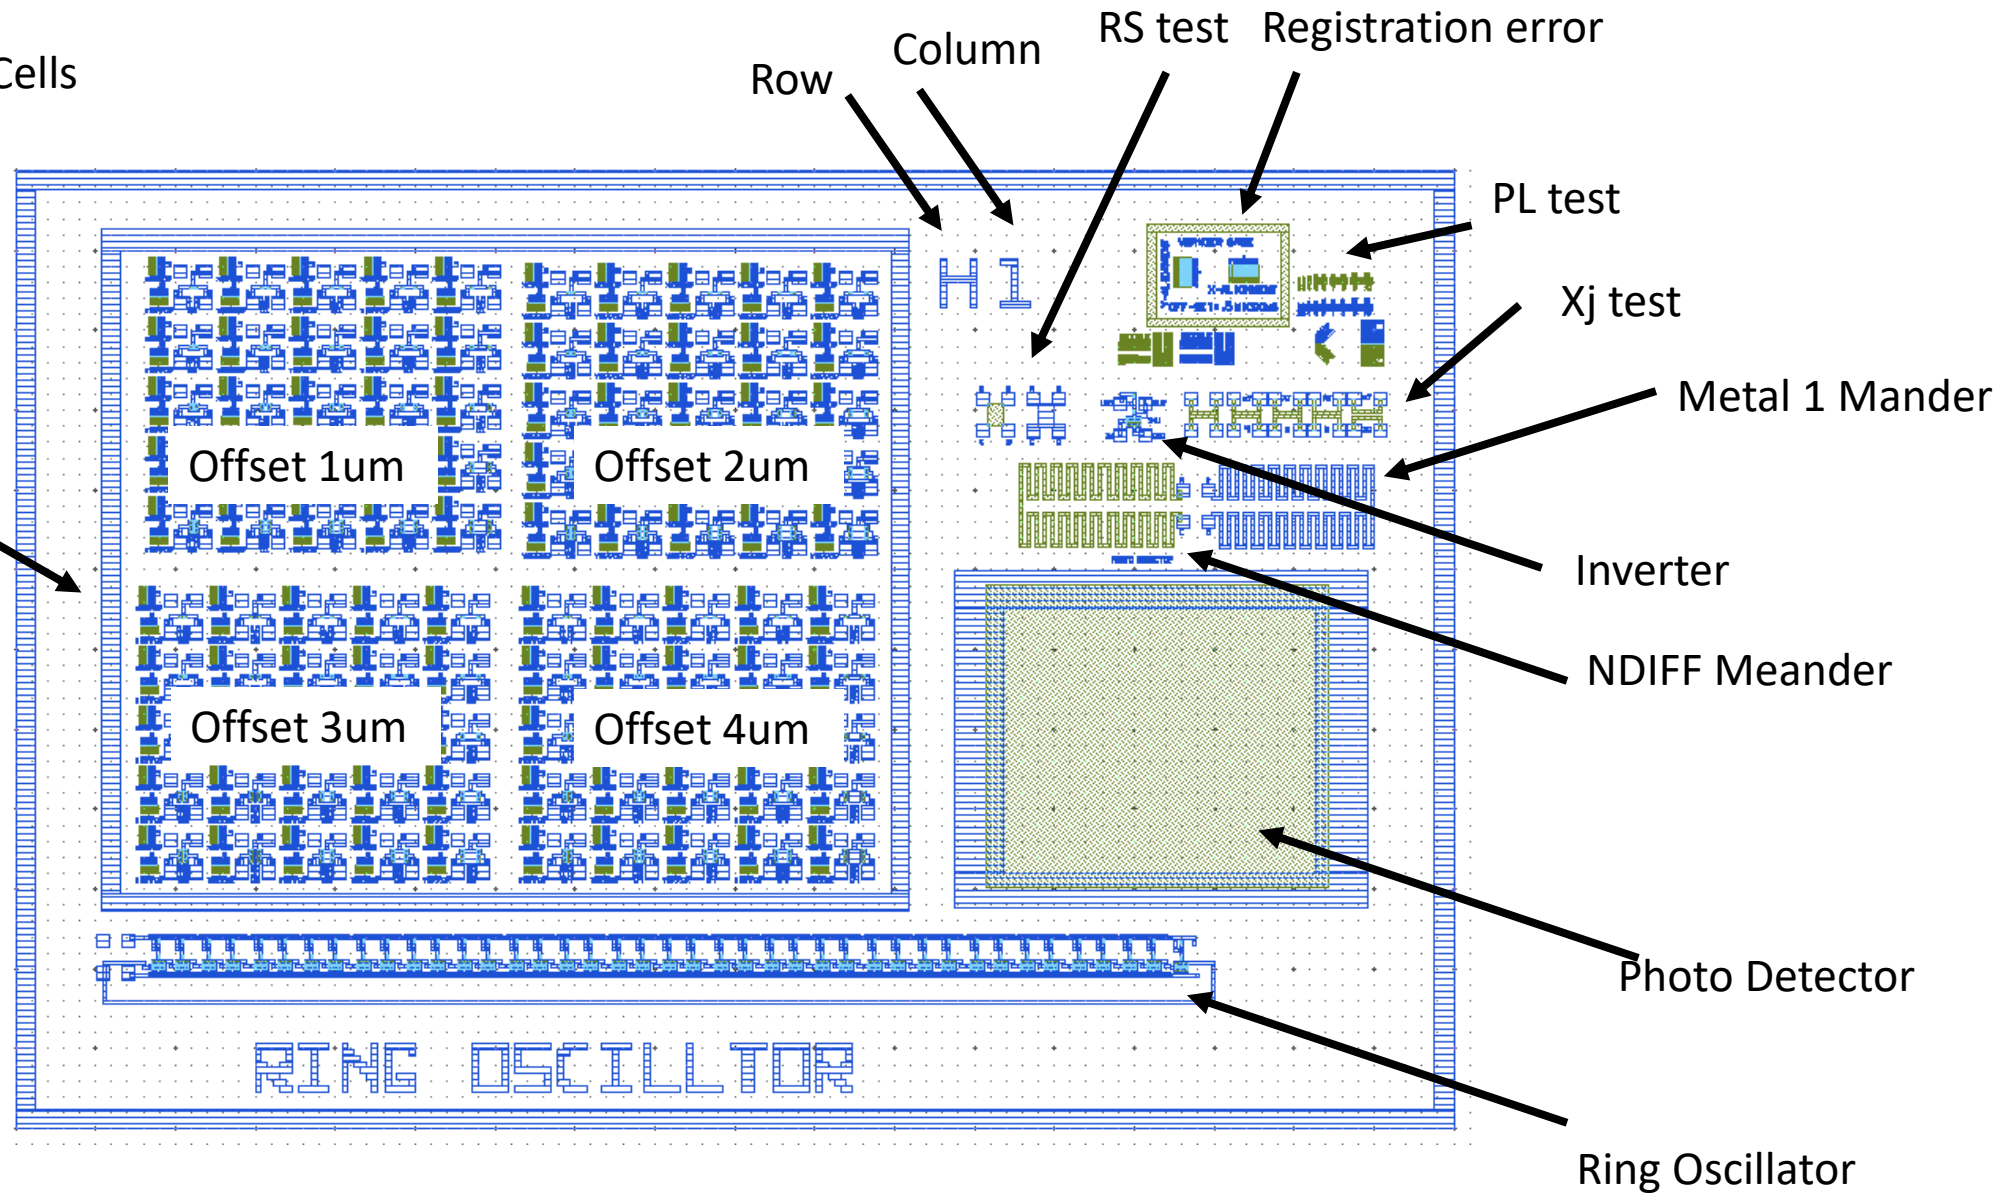 RS test
Registration error
Column
Cells
Row
PL test
H 1
X-ALIGNMENT
Xj test
Metal 1 Mander
Offset 1um
Offset 2um
Inverter
NDIFF Meander
Offset 3um
Offset 4um
Photo Detector
RING OSCILLTOR
Ring Oscillator